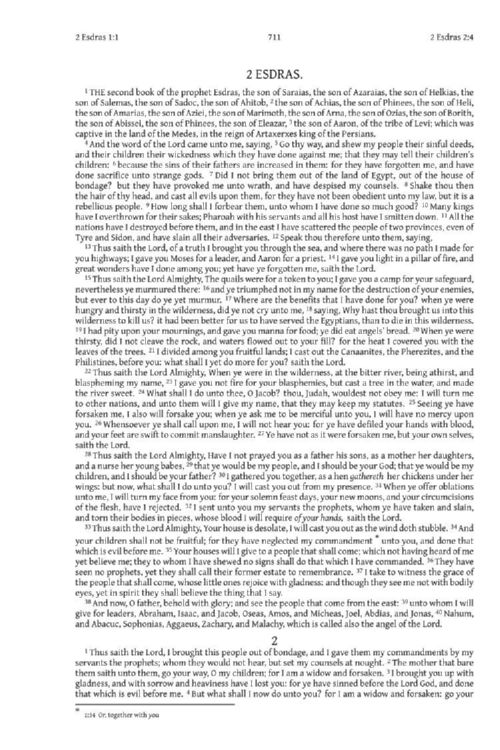 2 Esdras 1:1 711 2 Esdras 2:4
2 ESDRAS.
1 THE second book of the prophet Esdras, the son of Saraias, the son of Azaraias, the son of Helkias, the
son of Salemas, the son of Sadoc, the son of Ahitob, 2 the son of Achias, the son of Phinees, the son of Heli,
the son of Amarias, the son of Aziei, the son of Marimoth, the son of Arna, the son of Ozias, the son of Borith,
the son of Abissei, the son of Phinees, the son of Eleazar, 3 the son of Aaron, of the tribe of Levi; which was
captive in the land of the Medes, in the reign of Artaxerxes king of the Persians.
4 And the word of the Lord came unto me, saying, 5 Go thy way, and shew my people their sinful deeds,
and their children their wickedness which they have done against me; that they may tell their children's
children: 6 because the sins of their fathers are increased in them: for they have forgotten me, and have
done sacrifice unto strange gods. 7 Did I not bring them out of the land of Egypt, out of the house of
bondage? but they have provoked me unto wrath, and have despised my counsels. 8 Shake thou then
the hair of thy head, and cast all evils upon them, for they have not been obedient unto my law, but it is a
rebellious people. 9 How long shall I forbear them, unto whom I have done so much good? 10 Many kings
have I overthrown for their sakes; Pharoah with his servants and all his host have I smitten down. 11 All the
nations have I destroyed before them, and in the east I have scattered the people of two provinces, even of
Tyre and Sidon, and have slain all their adversaries. 12 Speak thou therefore unto them, saying,
13 Thus saith the Lord, of a truth I brought you through the sea, and where there was no path I made for
you highways; I gave you Moses for a leader, and Aaron for a priest. 14 I gave you light in a pillar of fire, and
great wonders have I done among you; yet have ye forgotten me, saith the Lord.
15 Thus saith the Lord Almighty, The quails were for a token to you; I gave you a camp for your safeguard,
nevertheless ye murmured there: 16 and ye triumphed not in my name for the destruction of your enemies,
but ever to this day do ye yet murmur. 17 Where are the benefits that I have done for you? when ye were
hungry and thirsty in the wilderness, did ye not cry unto me, 18 saying, Why hast thou brought us into this
wilderness to kill us? it had been better for us to have served the Egyptians, than to die in this wilderness.
19 I had pity upon your mournings, and gave you manna for food; ye did eat angels' bread. 20 When ye were
thirsty, did I not cleave the rock, and waters flowed out to your fill? for the heat I covered you with the
leaves of the trees. 21 I divided among you fruitful lands; I cast out the Canaanites, the Pherezites, and the
Philistines, before you: what shall I yet do more for you? saith the Lord.
22 Thus saith the Lord Almighty, When ye were in the wilderness, at the bitter river, being athirst, and
blaspheming my name, 23 I gave you not fire for your blasphemies, but cast a tree in the water, and made
the river sweet. 24 What shall I do unto thee, O Jacob? thou, Judah, wouldest not obey me: I will turn me
to other nations, and unto them will I give my name, that they may keep my statutes. 25 Seeing ye have
forsaken me, I also will forsake you; when ye ask me to be merciful unto you, I will have no mercy upon
you. 26 Whensoever ye shall call upon me, I will not hear you: for ye have defiled your hands with blood,
and your feet are swift to commit manslaughter. 27 Ye have not as it were forsaken me, but your own selves,
saith the Lord.
28 Thus saith the Lord Almighty, Have I not prayed you as a father his sons, as a mother her daughters,
and a nurse her young babes, 29 that ye would be my people, and I should be your God; that ye would be my
children, and I should be your father? 30 I gathered you together, as a hen gathereth her chickens under her
wings: but now, what shall I do unto you? I will cast you out from my presence. 31 When ye offer oblations
unto me, I will turn my face from you: for your solemn feast days, your new moons, and your circumcisions
of the flesh, have I rejected. 32 I sent unto you my servants the prophets, whom ye have taken and slain,
and torn their bodies in pieces, whose blood I will require of your hands, saith the Lord.
33 Thus saith the Lord Almighty, Your house is desolate, I will cast you out as the wind doth stubble. 34 And
your children shall not be fruitful; for they have neglected my commandment * unto you, and done that
which is evil before me. 35 Your houses will I give to a people that shall come; which not having heard of me
yet believe me; they to whom I have shewed no signs shall do that which I have commanded. 36 They have
seen no prophets, yet they shall call their former estate to remembrance. 37 I take to witness the grace of
the people that shall come, whose little ones rejoice with gladness: and though they see me not with bodily
eyes, yet in spirit they shall believe the thing that I say.
38 And now, O father, behold with glory; and see the people that come from the east: 39 unto whom I will
give for leaders, Abraham, Isaac, and Jacob, Oseas, Amos, and Micheas, Joel, Abdias, and Jonas, 40 Nahum,
and Abacuc, Sophonias, Aggaeus, Zachary, and Malachy, which is called also the angel of the Lord.
2
1 Thus saith the Lord, I brought this people out of bondage, and I gave them my commandments by my
servants the prophets; whom they would not hear, but set my counsels at nought. 2 The mother that bare
them saith unto them, go your way, O my children; for I am a widow and forsaken. 3 I brought you up with
gladness, and with sorrow and heaviness have I lost you: for ye have sinned before the Lord God, and done
that which is evil before me. 4 But what shall I now do unto you? for I am a widow and forsaken: go your
* 1:34 Or, together with you